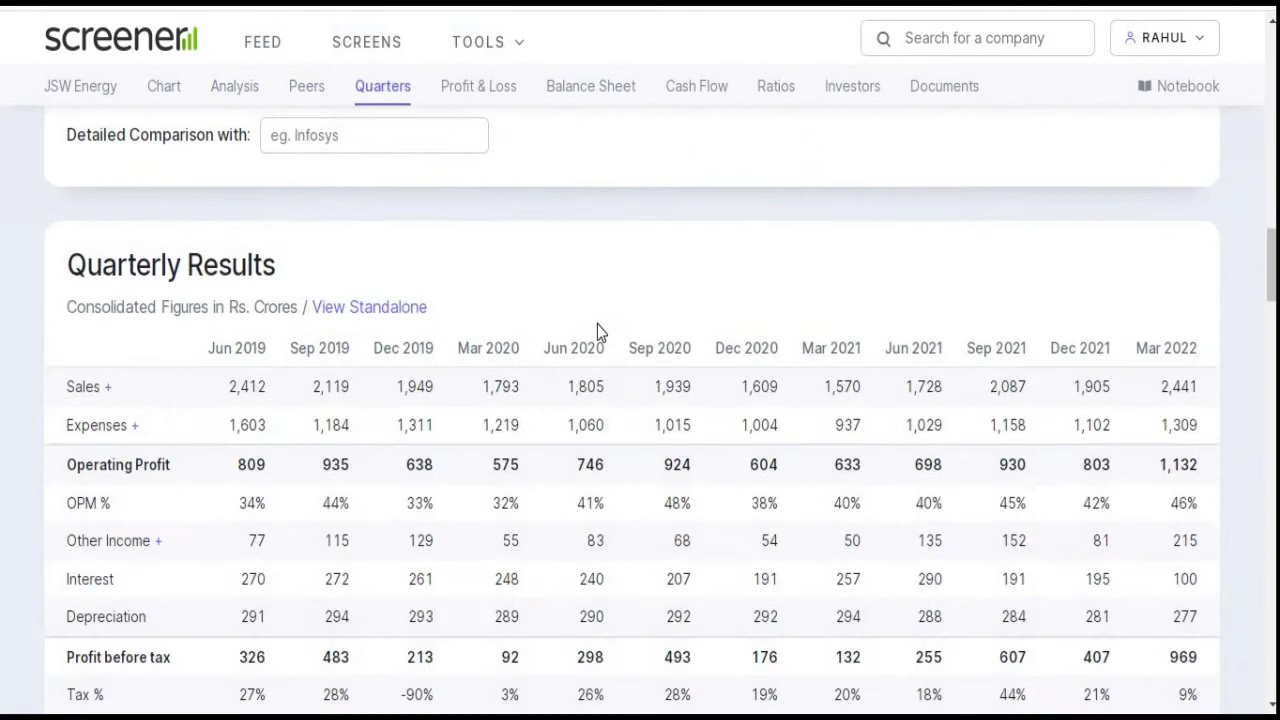 screener
FEED SCREENS TOOLS
Search for a company
RAHUL
JSW Energy Chart Analysis Peers Quarters Profit & Loss Balance Sheet Cash Flow Ratios Investors Documents Notebook
Detailed Comparison with: eg. Infosys
Quarterly Results
Consolidated Figures in Rs. Crores / View Standalone
Jun 2019 Sep 2019 Dec 2019 Mar 2020 Jun 2020 Sep 2020 Dec 2020 Mar 2021 Jun 2021 Sep 2021 Dec 2021 Mar 2022
Sales + 2,412 2,119 1,949 1,793 1,805 1,939 1,609 1,570 1,728 2,087 1,905 2,441
Expenses + 1,603 1,184 1,311 1,219 1,060 1,015 1,004 937 1,029 1,158 1,102 1,309
Operating Profit 809 935 638 575 746 924 604 633 698 930 803 1,132
OPM % 34% 44% 33% 32% 41% 48% 38% 40% 40% 45% 42% 46%
Other Income + 77 115 129 55 83 68 54 50 135 152 81 215
Interest 270 272 261 248 240 207 191 257 290 191 195 100
Depreciation 291 294 293 289 290 292 292 294 288 284 281 277
Profit before tax 326 483 213 92 298 493 176 132 255 607 407 969
Tax % 27% 28% -90% 3% 26% 28% 19% 20% 18% 44% 21% 9%